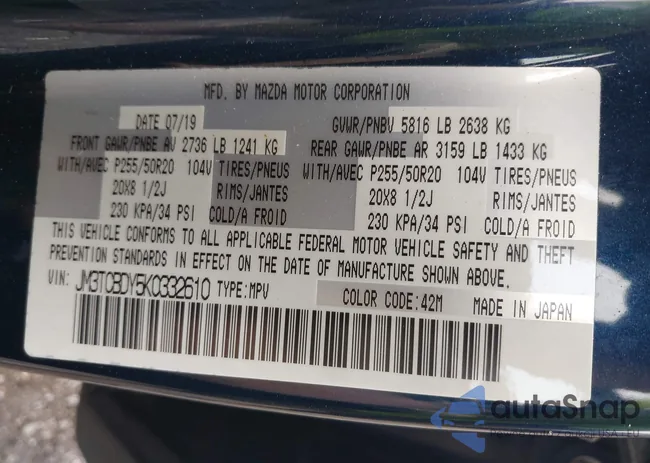 MFD. BY MAZDA MOTOR CORPORATION
DATE 07/19 GVWR/PNBV 5816 LB 2638 KG
FRONT GAWR/PNBE AV 2736 LB 1241 KG REAR GAWR/PNBE AR 3159 LB 1433 KG
WITH/AVEC P255/50R20 104V TIRES/PNEUS WITH/AVEC P255/50R20 104V TIRES/PNEUS
20X8 1/2J RIMS/JANTES 20X8 1/2J RIMS/JANTES
230 KPA/34 PSI COLD/A FROID 230 KPA/34 PSI COLD/A FROID
THIS VEHICLE CONFORMS TO ALL APPLICABLE FEDERAL MOTOR VEHICLE SAFETY AND THEFT
PREVENTION STANDARDS IN EFFECT ON THE DATE OF MANUFACTURE SHOWN ABOVE.
VIN: JM3TCBDY5K0332610 TYPE:MPV COLOR CODE:42M MADE IN JAPAN
autoSnap